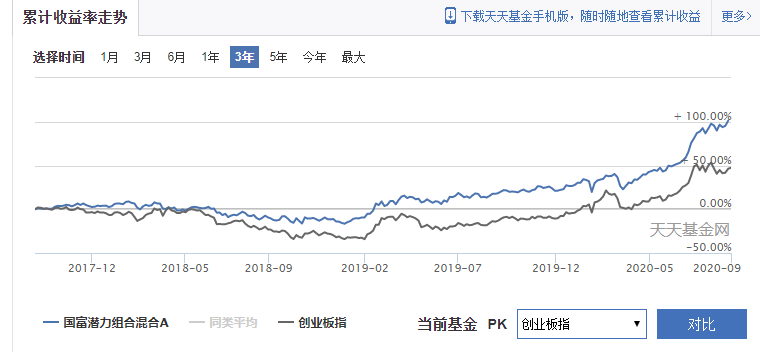 累计收益率走势 下载天天基金手机版，随时随地查看累计收益 更多>
选择时间 1月 3月 6月 1年 3年 5年 今年 最大
+ 100.00%
50.00%
0.00%
天天基金网
-50.00%
2017-12 2018-05 2018-09 2019-02 2019-07 2019-12 2020-05 2020-09
国富潜力组合混合A 同类平均 创业板指 当前基金 PK 创业板指 对比